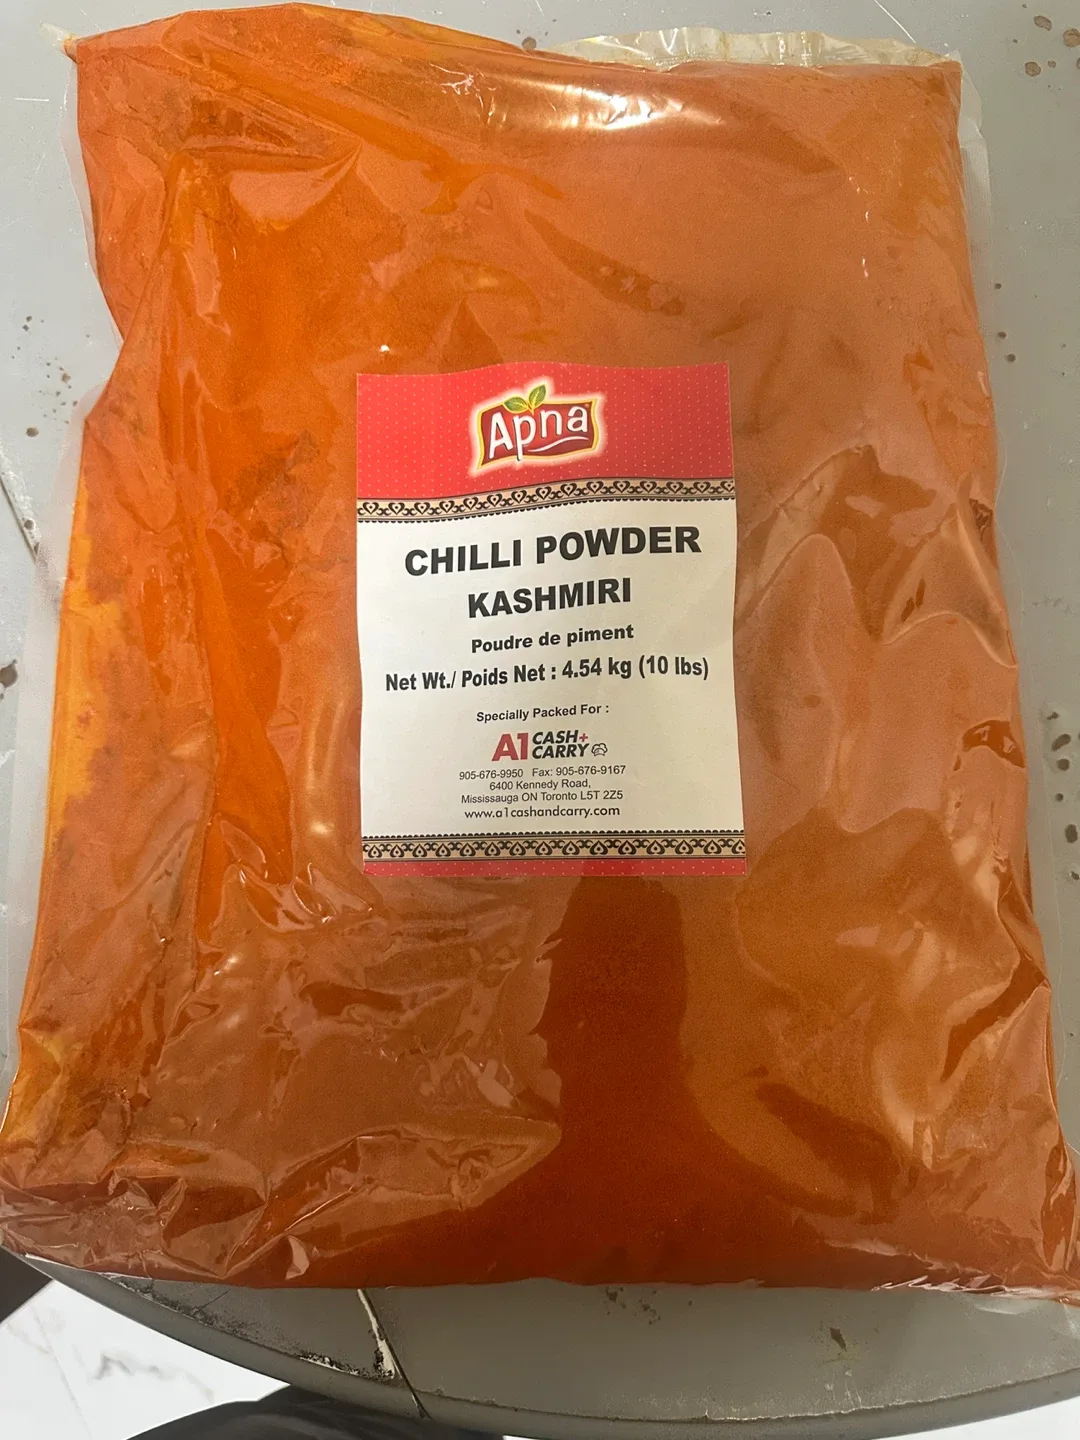 Apna
CHILLI POWDER
KASHMIRI
Poudre de piment
Net Wt./ Poids Net : 4.54 kg (10 lbs)
Specially Packed For :
A1 CASH+
CARRY
905-676-9950 Fax: 905-676-9167
6400 Kennedy Road,
Mississauga ON Toronto L5T 2Z5
www.a1cashandcarry.com